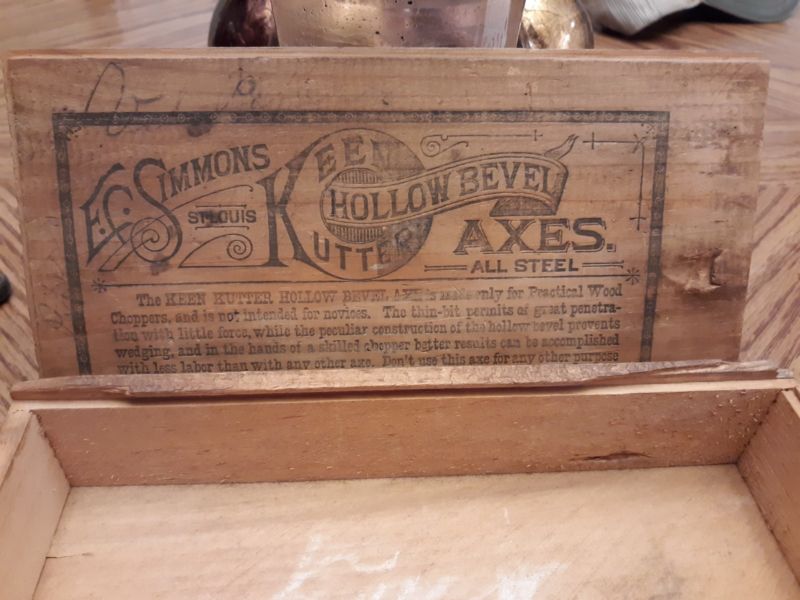 E.C. SIMMONS
ST. LOUIS
KEEN KUTTER
HOLLOW BEVEL
AXES.
ALL STEEL
The KEEN KUTTER HOLLOW BEVEL AXE is made only for Practical Wood
Choppers, and is not intended for novices. The thin-bit permits of great penetra-
tion with little force, while the peculiar construction of the hollow bevel prevents
wedging, and in the hands of a skilled chopper better results can be accomplished
with less labor than with any other axe. Don't use this axe for any other purpose